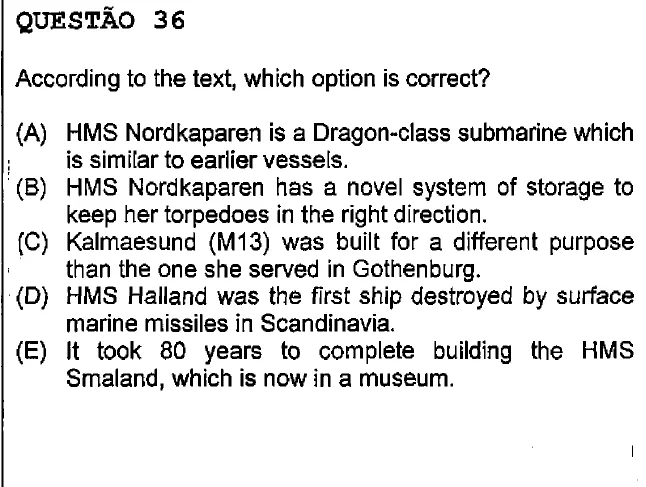 QUESTÃO 36
According to the text, which option is correct?
(A) HMS Nordkaparen is a Dragon-class submarine which
is similar to earlier vessels.
(B) HMS Nordkaparen has a novel system of storage to
keep her torpedoes in the right direction.
(C) Kalmaesund (M13) was built for a different purpose
than the one she served in Gothenburg.
(D) HMS Halland was the first ship destroyed by surface
marine missiles in Scandinavia.
(E) It took 80 years to complete building the HMS
Smaland, which is now in a museum.